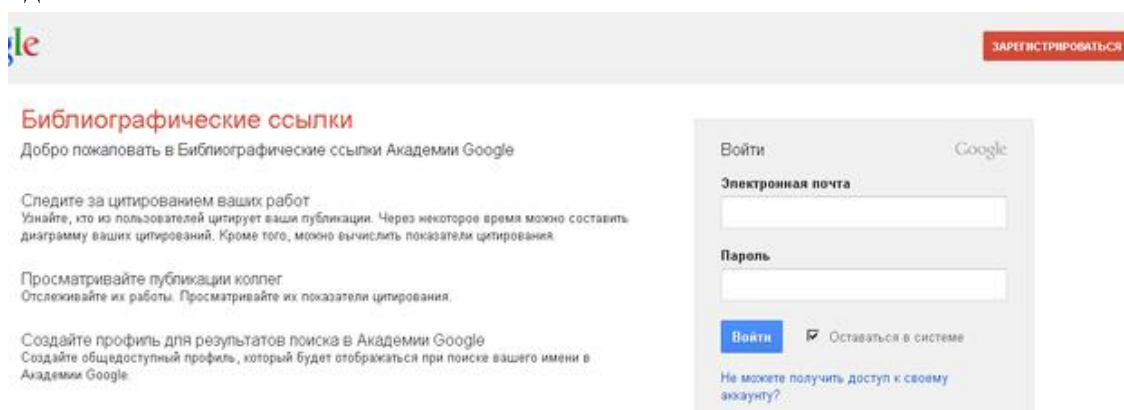 gle
ЗАРЕГИСТРИРОВАТЬСЯ
Библиографические ссылки
Добро пожаловать в Библиографические ссылки Академии Google
Следите за цитированием ваших работ
Узнайте, кто из пользователей цитирует ваши публикации. Через некоторое время можно составить
диаграмму ваших цитирований. Кроме того, можно вычислить показатели цитирования.
Просматривайте публикации коллег
Отслеживайте их работы. Просматривайте их показатели цитирования.
Создайте профиль для результатов поиска в Академии Google
Создайте общедоступный профиль, который будет отображаться при поиске вашего имени в
Академии Google.
Войти Google
Электронная почта
Пароль
Войти Оставаться в системе
Не можете получить доступ к своему
аккаунту?